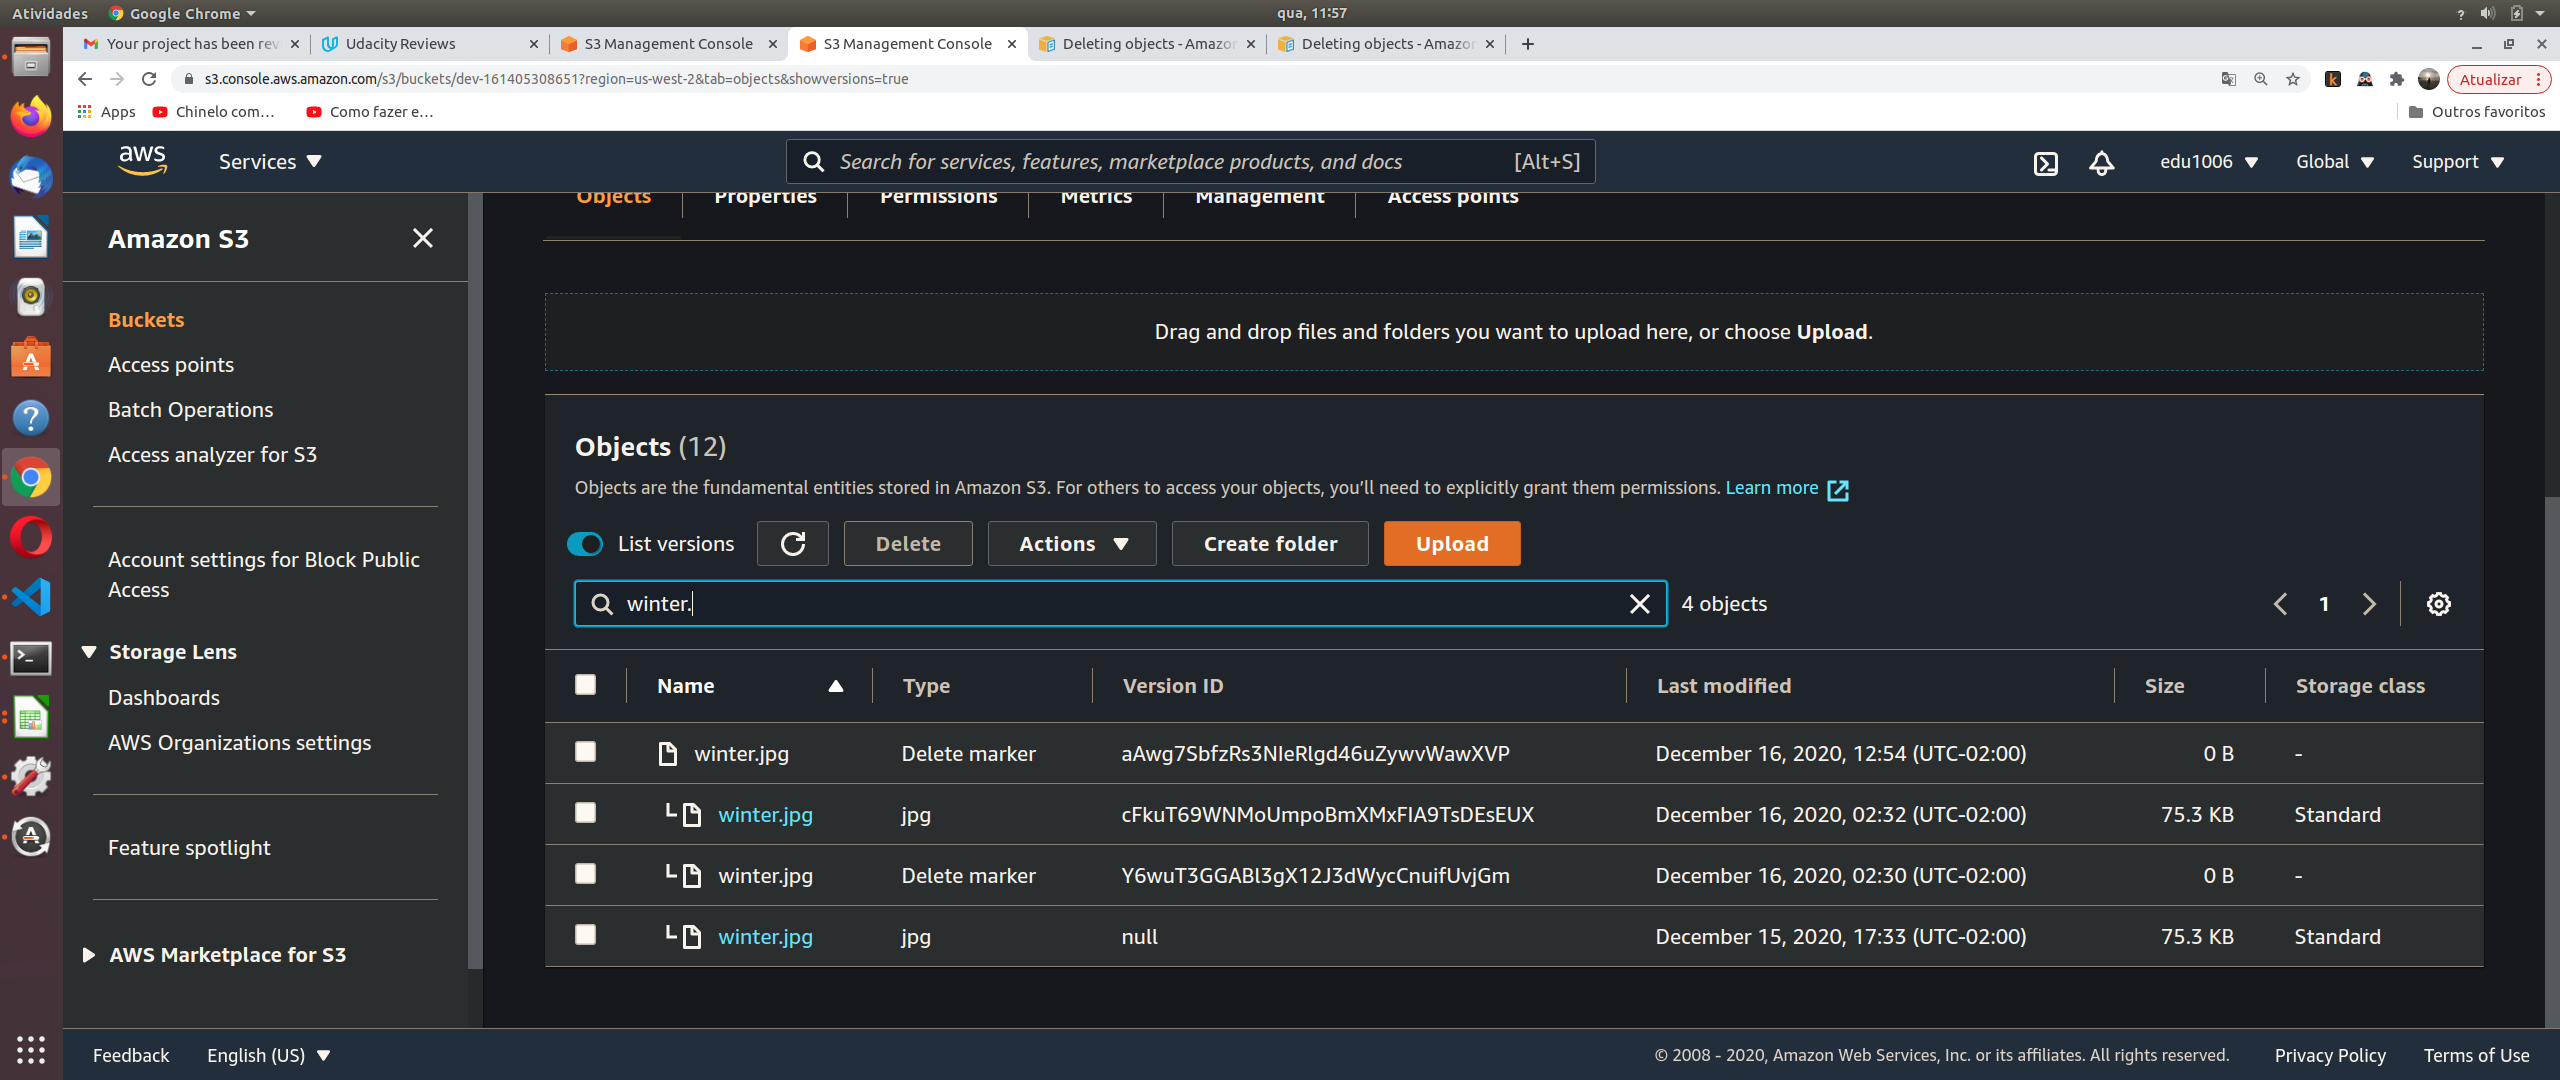 Atividades Google Chrome qua, 11:57 ?
Your project has been rev Udacity Reviews S3 Management Console S3 Management Console Deleting objects - Amazon Deleting objects - Amazon
s3.console.aws.amazon.com/s3/buckets/dev-161405308651?region=us-west-2&tab=objects&showversions=true k Atualizar
Apps Chinelo com... Como fazer e... Outros favoritos
aws Services Search for services, features, marketplace products, and docs [Alt+S] edu1006 Global Support
Objects Properties Permissions Metrics Management Access points
Amazon S3
Buckets
Access points
Batch Operations
Access analyzer for S3
Account settings for Block Public
Access
Storage Lens
Dashboards
AWS Organizations settings
Feature spotlight
AWS Marketplace for S3
Drag and drop files and folders you want to upload here, or choose Upload.
Objects (12)
Objects are the fundamental entities stored in Amazon S3. For others to access your objects, you'll need to explicitly grant them permissions. Learn more
List versions Delete Actions Create folder Upload
winter. 4 objects 1
Name Type Version ID Last modified Size Storage class
winter.jpg Delete marker aAwg7SbfzRs3NIeRlgd46uZywvWawXVP December 16, 2020, 12:54 (UTC-02:00) 0 B -
winter.jpg jpg cFkuT69WNMoUmpoBmXMxFIA9TsDEsEUX December 16, 2020, 02:32 (UTC-02:00) 75.3 KB Standard
winter.jpg Delete marker Y6wuT3GGABl3gX12J3dWycCnuifUvjGm December 16, 2020, 02:30 (UTC-02:00) 0 B -
winter.jpg jpg null December 15, 2020, 17:33 (UTC-02:00) 75.3 KB Standard
Feedback English (US) © 2008 - 2020, Amazon Web Services, Inc. or its affiliates. All rights reserved. Privacy Policy Terms of Use